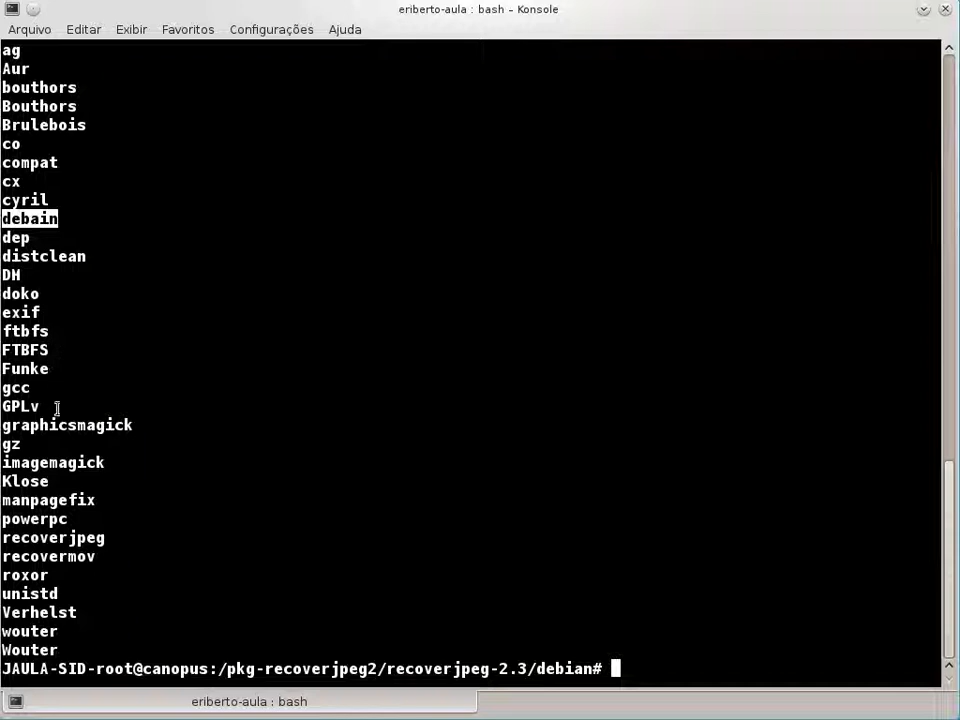 eriberto-aula : bash – Konsole
Arquivo Editar Exibir Favoritos Configurações Ajuda
ag
Aur
bouthors
Bouthors
Brulebois
co
compat
cx
cyril
debain
dep
distclean
DM
doko
exif
ftbfs
FTBFS
Funke
gcc
GPLv
graphicsmagick
gz
imagemagick
Klose
manpagefix
powerpc
recoverjpeg
recovermov
roxor
unistd
Verhelst
wouter
Wouter
JAULA-SID-root@canopus:/pkg-recoverjpeg2/recoverjpeg-2.3/debian#
eriberto-aula : bash